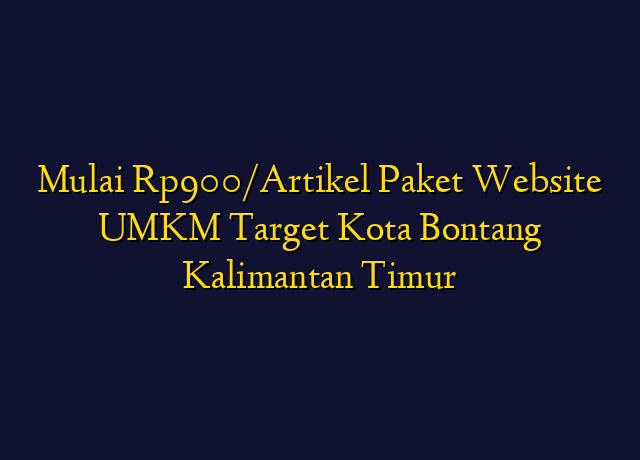 Mulai Rp900/Artikel Paket Website
UMKM Target Kota Bontang
Kalimantan Timur